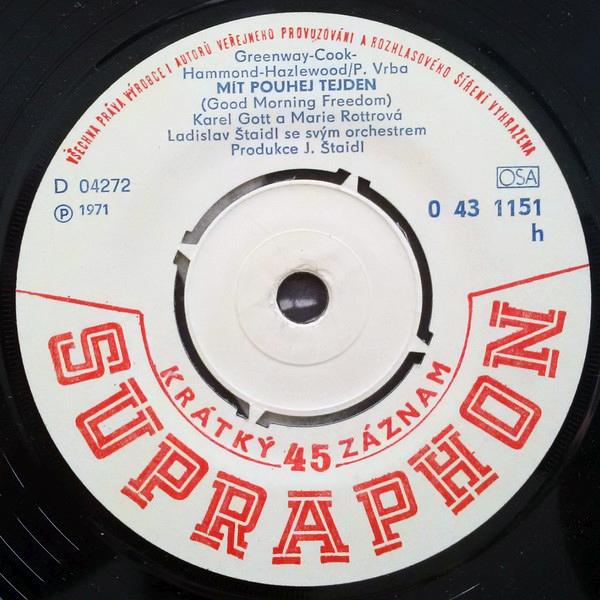 VŠECHNA PRÁVA VÝROBCE I AUTORŮ VEŘEJNÉHO PROVOZOVÁNI A ROZHLASOVÉHO ŠÍŘENÍ VYHRAZENA
Greenway-Cook-
Hammond-Hazlewood/P. Vrba
MÍT POUHEJ TEJDEN
(Good Morning Freedom)
Karel Gott a Marie Rottrová
Ladislav Štaidl se svým orchestrem
Produkce J. Štaidl
D 04272
Ⓟ 1971
OSA
0 43 1151
h
KRÁTKÝ 45 ZÁZNAM
SUPRAPHON